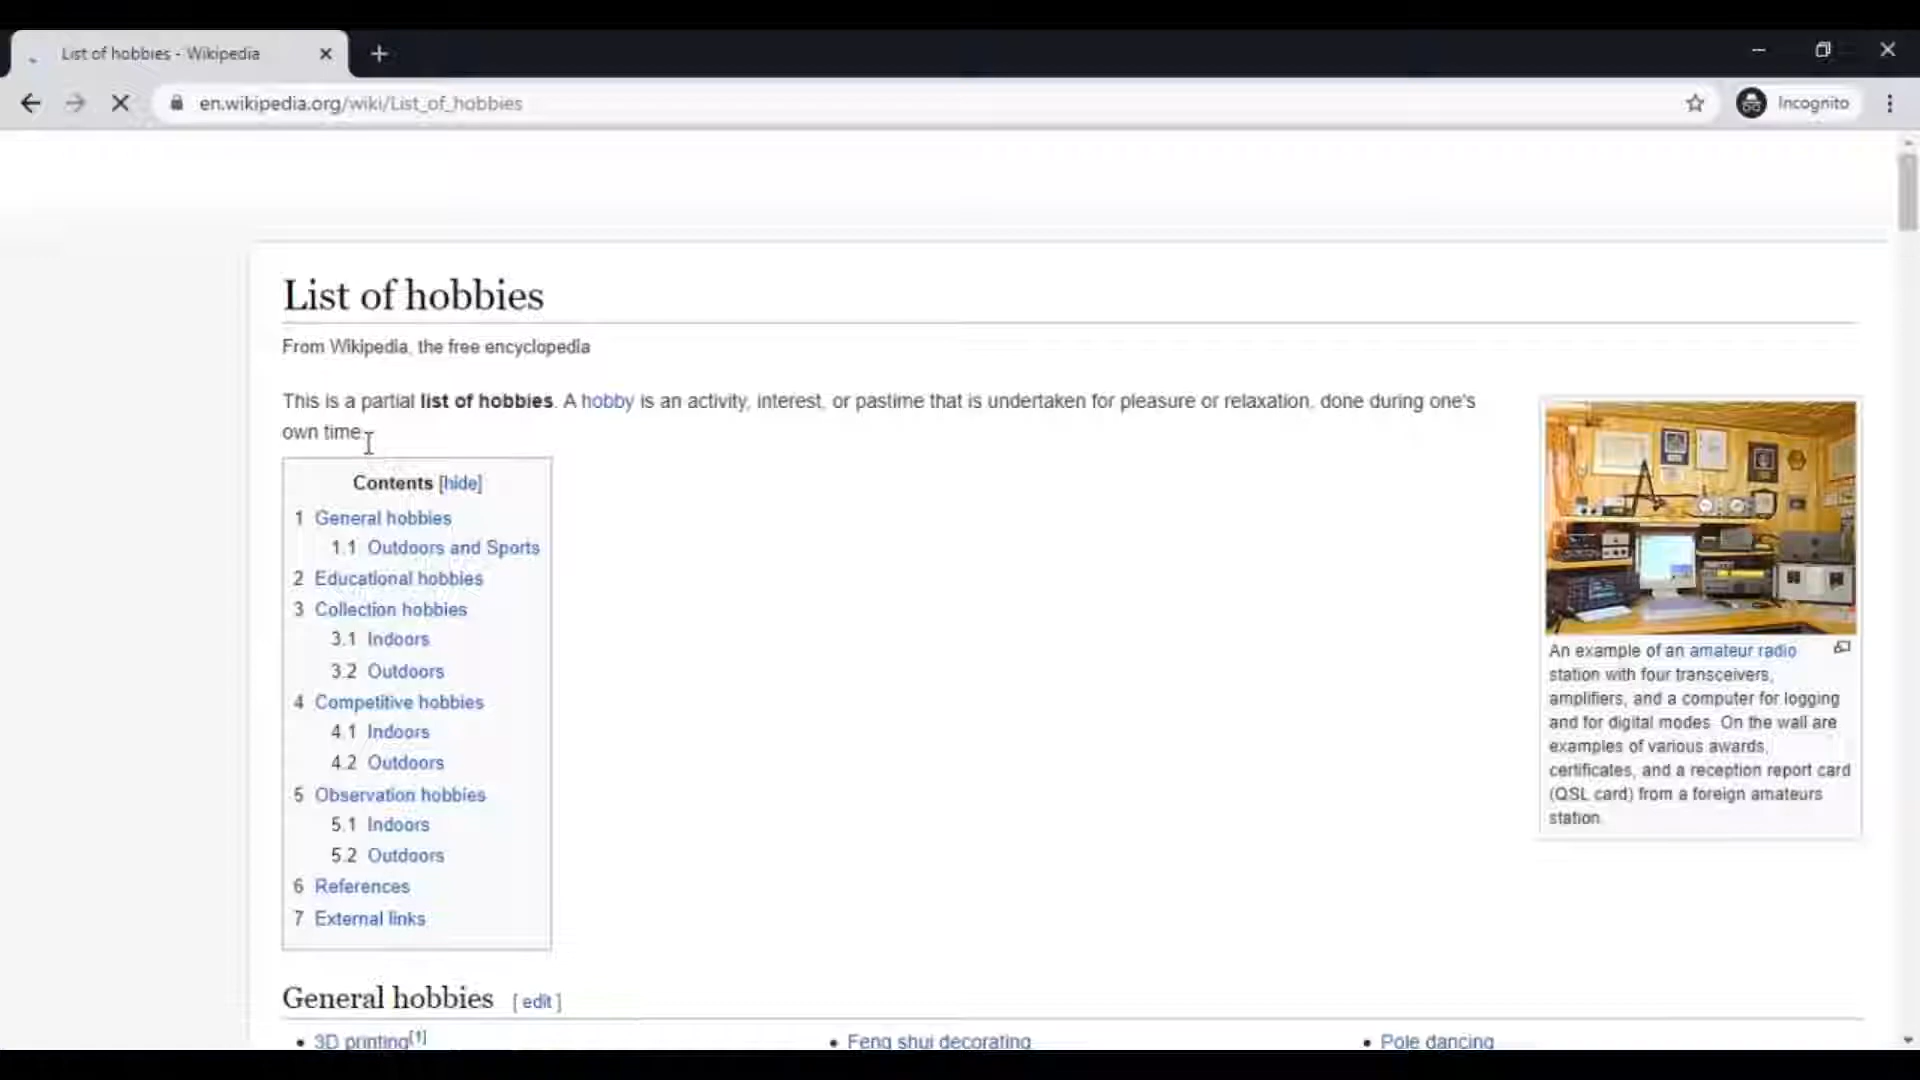 List of hobbies - Wikipedia
en.wikipedia.org/wiki/List_of_hobbies
Incognito
List of hobbies
From Wikipedia, the free encyclopedia
This is a partial list of hobbies. A hobby is an activity, interest, or pastime that is undertaken for pleasure or relaxation, done during one's
own time.
Contents [hide]
1 General hobbies
1.1 Outdoors and Sports
2 Educational hobbies
3 Collection hobbies
3.1 Indoors
3.2 Outdoors
4 Competitive hobbies
4.1 Indoors
4.2 Outdoors
5 Observation hobbies
5.1 Indoors
5.2 Outdoors
6 References
7 External links
An example of an amateur radio
station with four transceivers,
amplifiers, and a computer for logging
and for digital modes. On the wall are
examples of various awards,
certificates, and a reception report card
(QSL card) from a foreign amateurs
station.
General hobbies [ edit ]
• 3D printing[1]
• Feng shui decorating
• Pole dancing